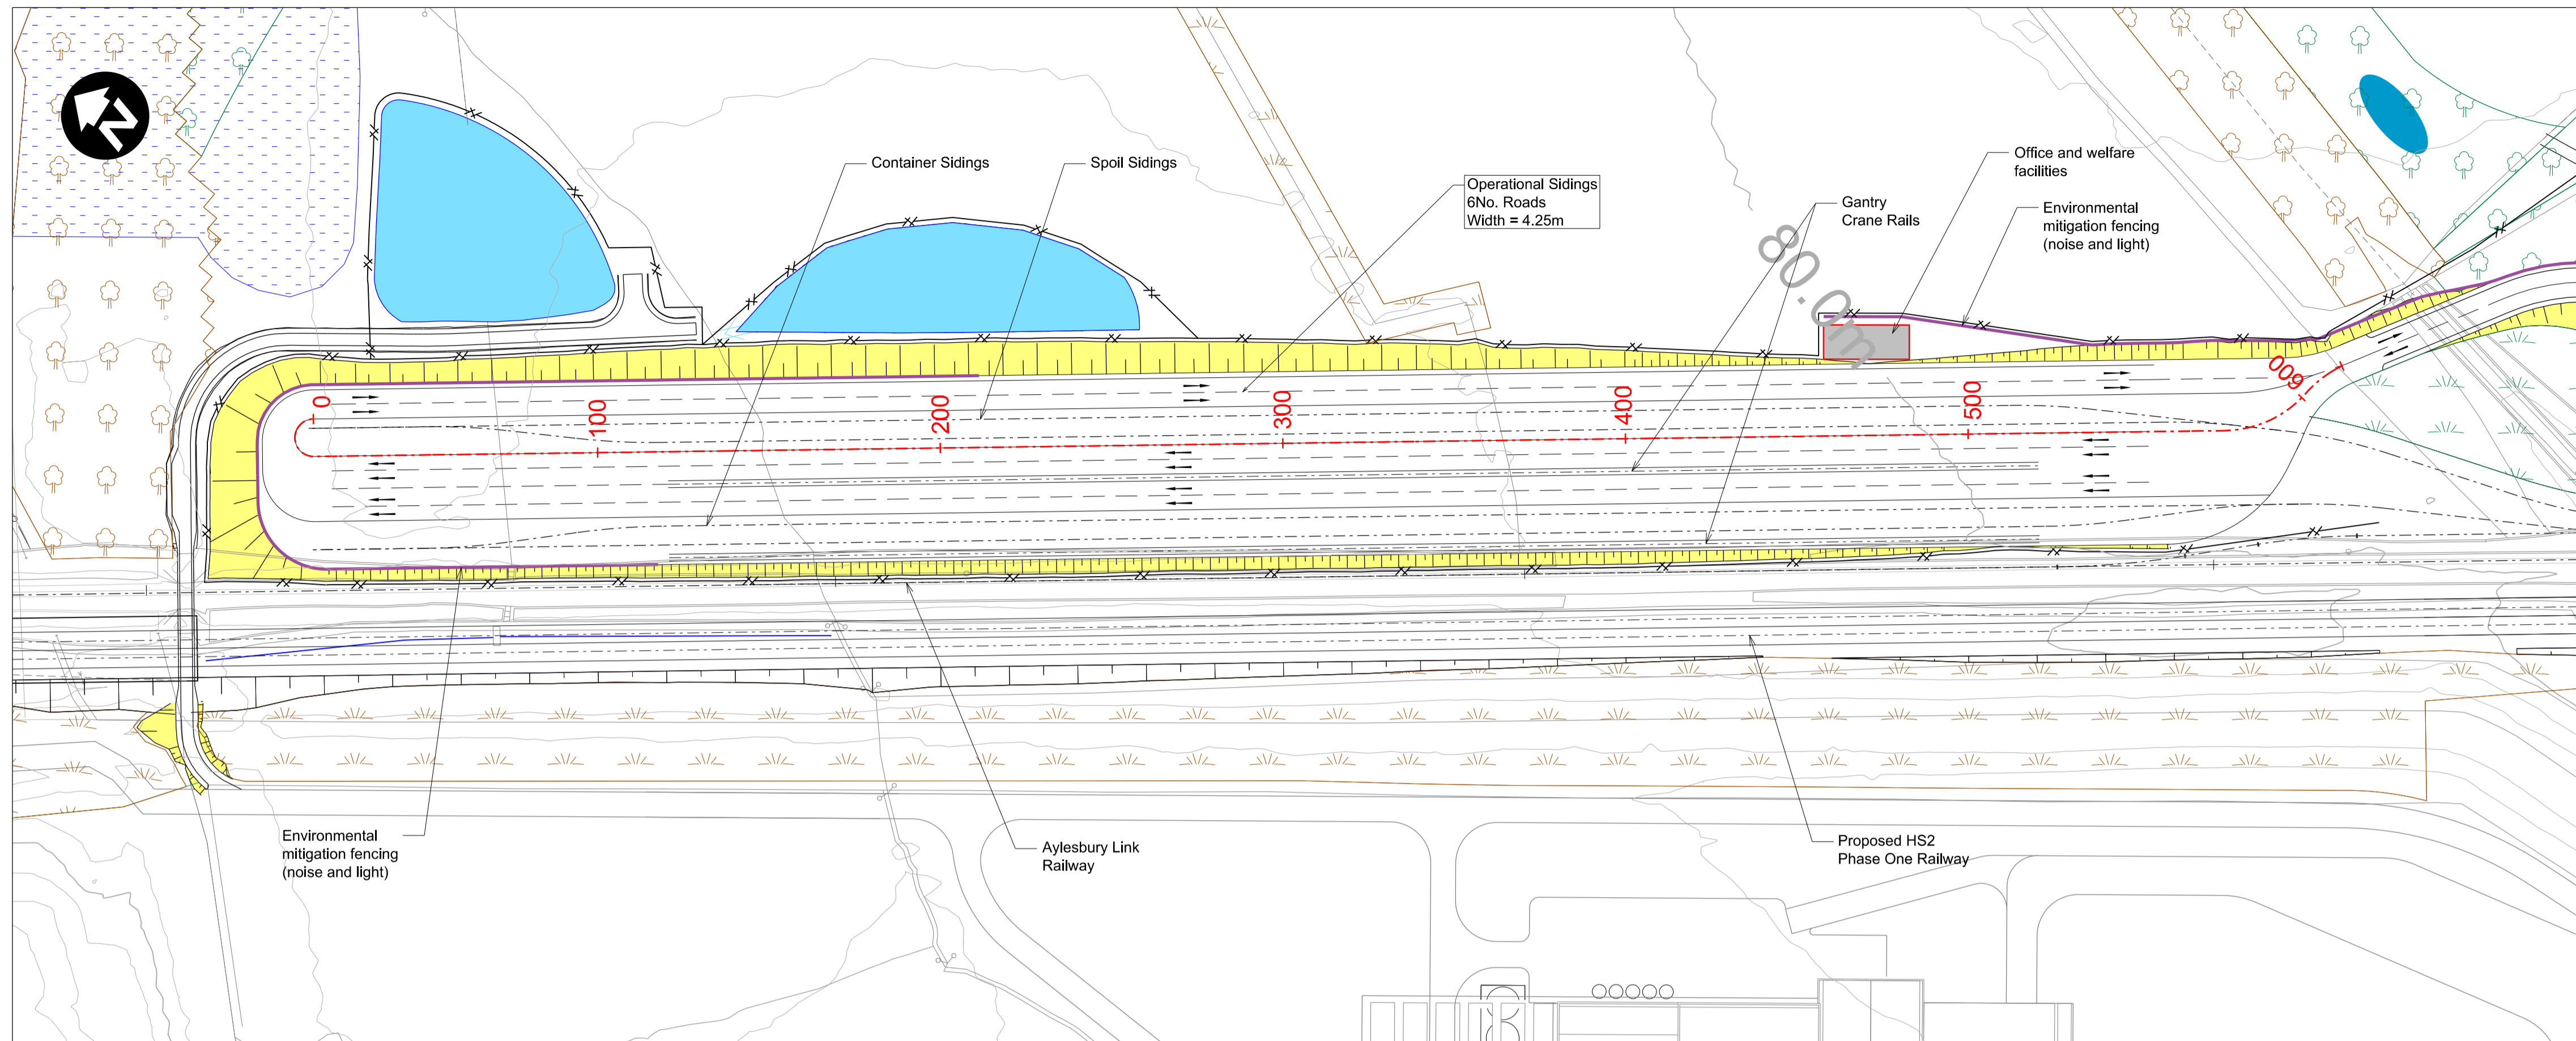 N
Container Sidings
Spoil Sidings
Operational Sidings
6No. Roads
Width = 4.25m
Gantry
Crane Rails
Office and welfare
facilities
Environmental
mitigation fencing
(noise and light)
80.0m
0
100
200
300
400
500
600
Environmental
mitigation fencing
(noise and light)
Aylesbury Link
Railway
Proposed HS2
Phase One Railway